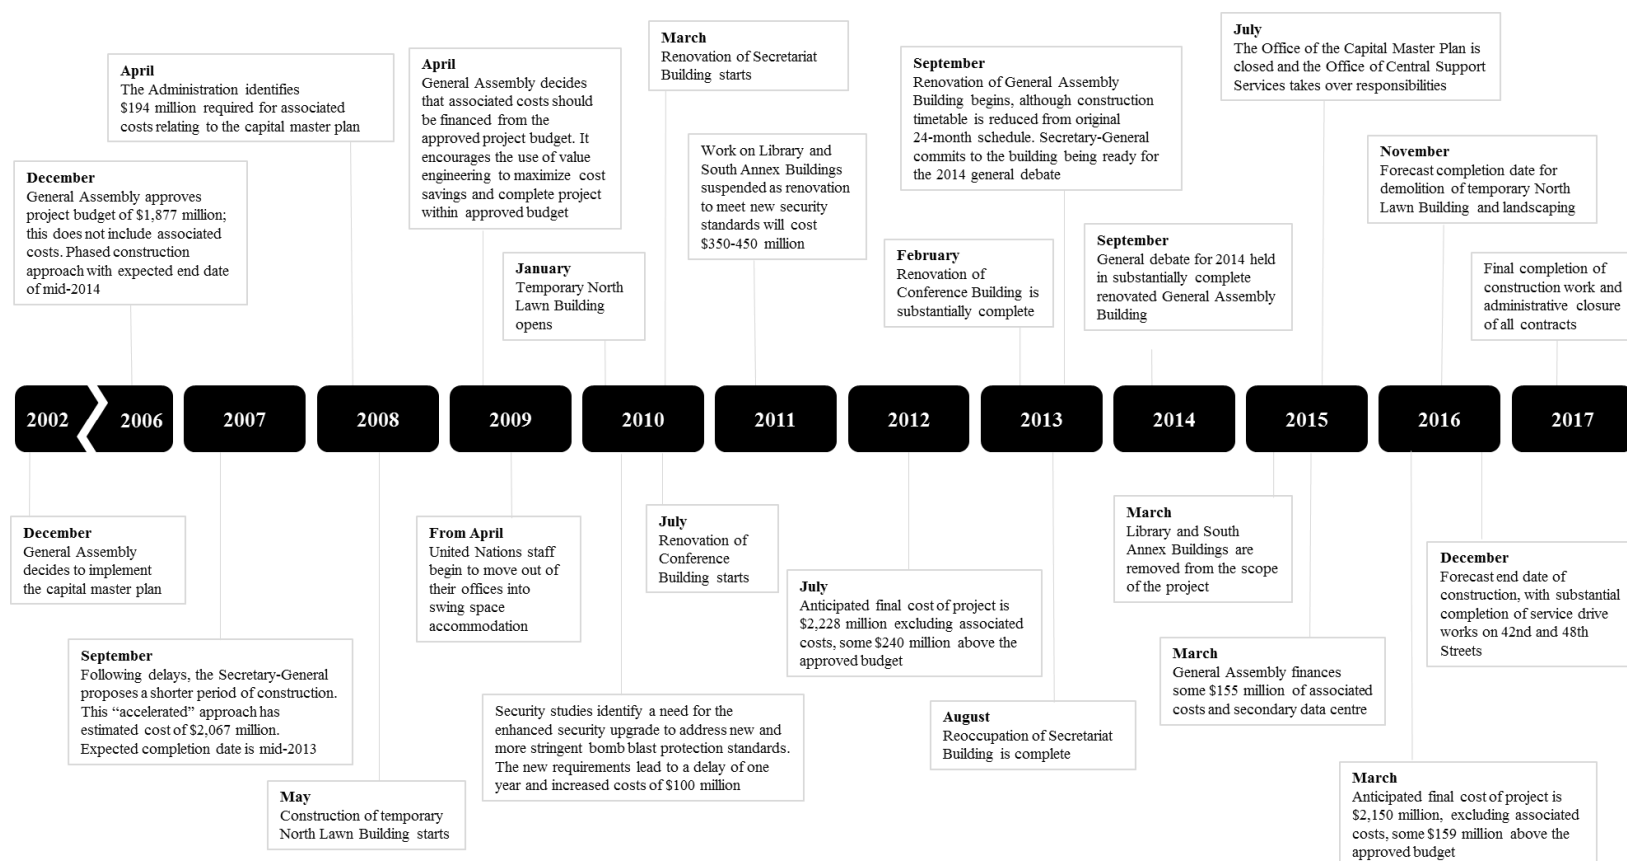 April
The Administration identifies
$194 million required for associated
costs relating to the capital master plan
December
General Assembly approves
project budget of $1,877 million;
this does not include associated
costs. Phased construction
approach with expected end date
of mid-2014
April
General Assembly decides
that associated costs should
be financed from the
approved project budget. It
encourages the use of value
engineering to maximize cost
savings and complete project
within approved budget
January
Temporary North
Lawn Building
opens
March
Renovation of Secretariat
Building starts
Work on Library and
South Annex Buildings
suspended as renovation
to meet new security
standards will cost
$350-450 million
September
Renovation of General Assembly
Building begins, although construction
timetable is reduced from original
24-month schedule. Secretary-General
commits to the building being ready for
the 2014 general debate
February
Renovation of
Conference Building is
substantially complete
September
General debate for 2014 held
in substantially complete
renovated General Assembly
Building
July
The Office of the Capital Master Plan is
closed and the Office of Central Support
Services takes over responsibilities
November
Forecast completion date for
demolition of temporary North
Lawn Building and landscaping
Final completion of
construction work and
administrative closure
of all contracts
2002 2006 2007 2008 2009 2010 2011 2012 2013 2014 2015 2016 2017
December
General Assembly
decides to implement
the capital master plan
September
Following delays, the Secretary-General
proposes a shorter period of construction.
This “accelerated” approach has
estimated cost of $2,067 million.
Expected completion date is mid-2013
May
Construction of temporary
North Lawn Building starts
From April
United Nations staff
begin to move out of
their offices into
swing space
accommodation
Security studies identify a need for the
enhanced security upgrade to address new and
more stringent bomb blast protection standards.
The new requirements lead to a delay of one
year and increased costs of $100 million
July
Renovation of
Conference
Building starts
July
Anticipated final cost of project is
$2,228 million excluding associated
costs, some $240 million above the
approved budget
August
Reoccupation of Secretariat
Building is complete
March
Library and South
Annex Buildings are
removed from the scope
of the project
March
General Assembly finances
some $155 million of associated
costs and secondary data centre
December
Forecast end date of
construction, with substantial
completion of service drive
works on 42nd and 48th
Streets
March
Anticipated final cost of project is
$2,150 million, excluding associated
costs, some $159 million above the
approved budget